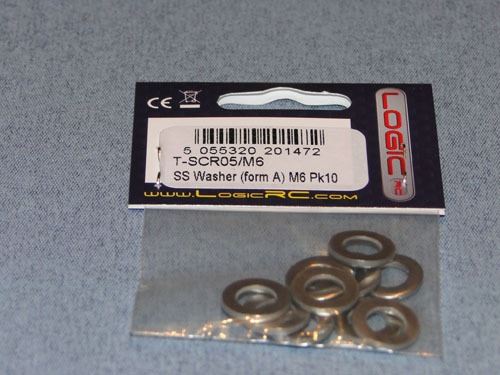 CE
LOGIC RC
5 055320 201472
T-SCR05/M6
SS Washer (form A) M6 Pk10
www.LogicRC.com